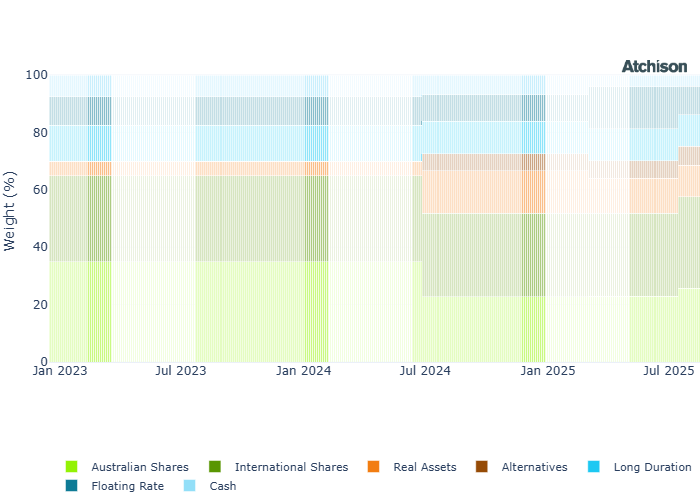 Atchison
100
80
60
40
20
0
Weight (%)
Jan 2023 Jul 2023 Jan 2024 Jul 2024 Jan 2025 Jul 2025
Australian Shares International Shares Real Assets Alternatives Long Duration
Floating Rate Cash